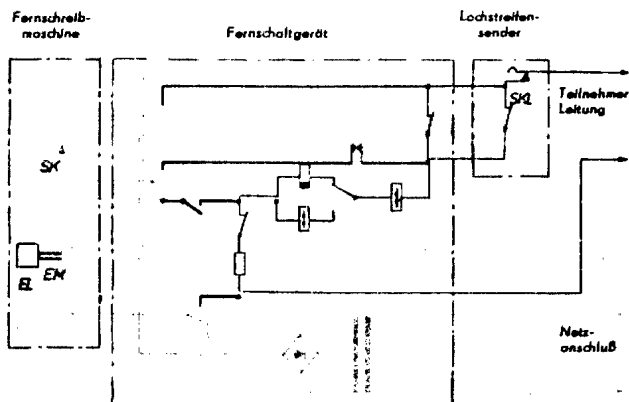 Fernschreib-
maschine
Fernschaltgerät
Lochstreifen-
sender
SKL
Teilnehmer
Leitung
SK
EL
EM
Netz-
anschluß